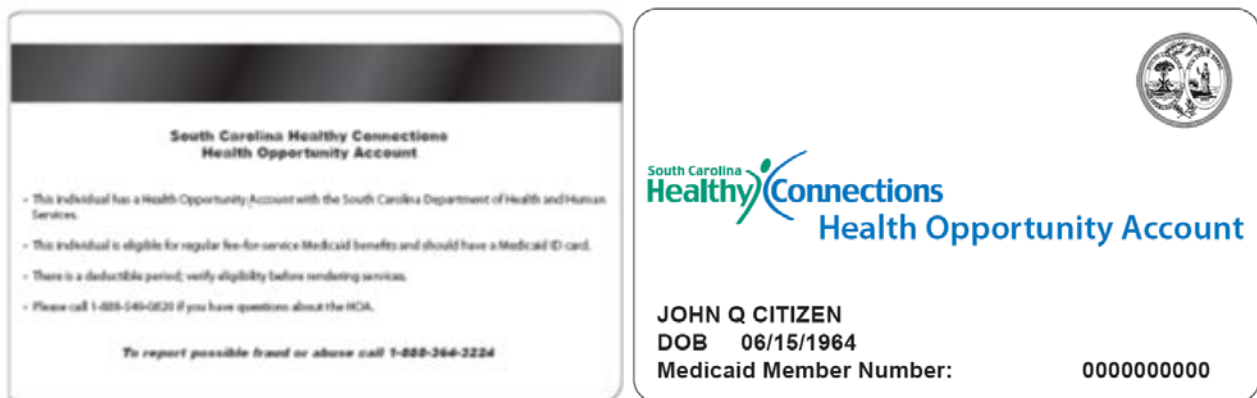 South Carolina Healthy Connections
Health Opportunity Account
- This individual has a Health Opportunity Account with the South Carolina Department of Health and Human
Services.
- This individual is eligible for regular fee-for-service Medicaid benefits and should have a Medicaid ID card.
- There is a deductible period; verify eligibility before rendering services.
- Please call 1-888-549-0820 if you have questions about the HOA.
To report possible fraud or abuse call 1-888-364-3224
South Carolina
Healthy Connections
Health Opportunity Account
JOHN Q CITIZEN
DOB 06/15/1964
Medicaid Member Number: 0000000000